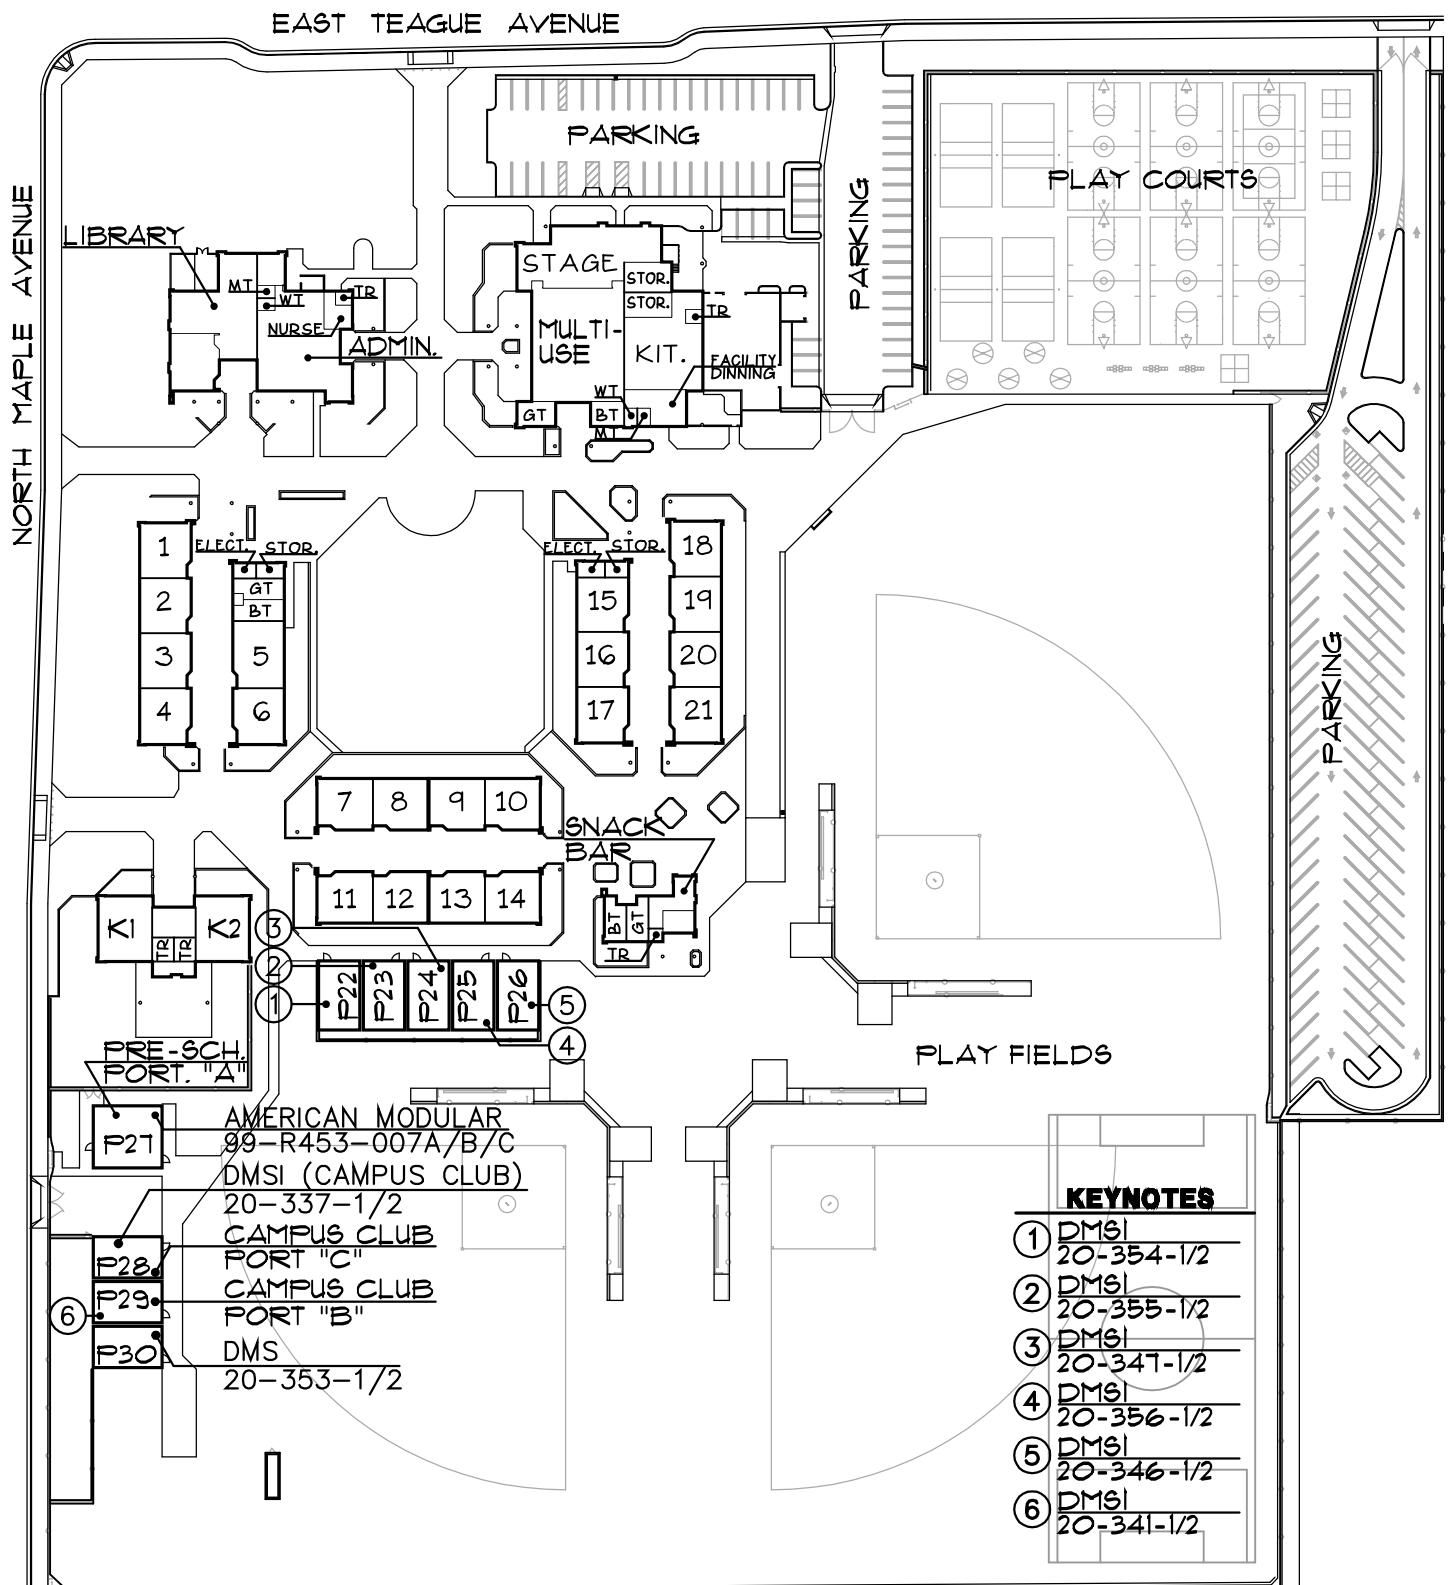 EAST TEAGUE AVENUE
NORTH MAPLE AVENUE
PARKING
PARKING
PLAY COURTS
LIBRARY
MT
WT
TR
NURSE
ADMIN.
STAGE
STOR.
STOR.
MULTI-
USE
TR
KIT.
FACILITY
DINNING
WT
GT
BT
MT
1
2
3
4
ELECT.
STOR.
GT
BT
5
6
ELECT.
STOR.
15
16
17
18
19
20
21
PARKING
7
8
9
10
SNACK
BAR
11
12
13
14
BT
GT
TR
K1
K2
TR
TR
3
2
1
P22
P23
P24
P25
P26
5
4
PLAY FIELDS
PRE-SCH.
PORT. "A"
P27
AMERICAN MODULAR
99-R453-007A/B/C
DMSI (CAMPUS CLUB)
20-337-1/2
P28
CAMPUS CLUB
PORT "C"
P29
CAMPUS CLUB
PORT "B"
6
P30
DMS
20-353-1/2
KEYNOTES
1 DMSI
20-354-1/2
2 DMSI
20-355-1/2
3 DMSI
20-347-1/2
4 DMSI
20-356-1/2
5 DMSI
20-346-1/2
6 DMSI
20-341-1/2